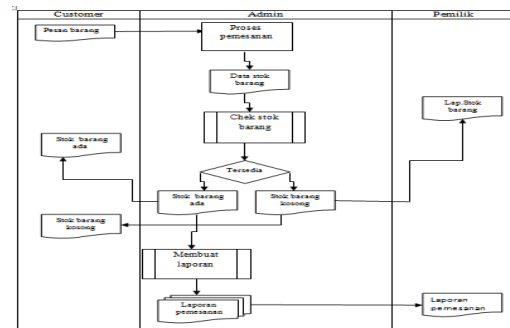 Customer
Admin
Pemilik
Pesan barang
Proses
pemesanan
Data stok
barang
Lap.Stok
barang
Chek stok
barang
Stok barang
ada
Tersedia
Stok barang
ada
Stok barang
kosong
Stok barang
kosong
Membuat
laporan
Laporan
pemesanan
Laporan
pemesanan